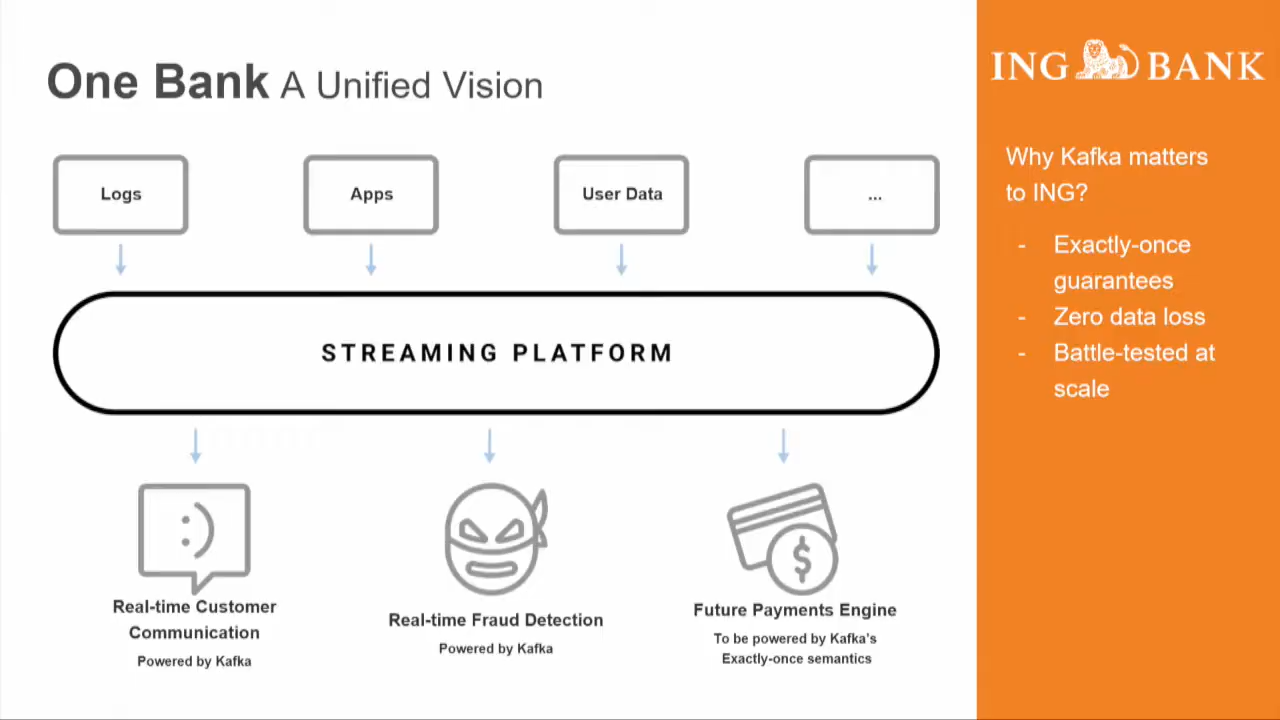 One Bank A Unified Vision
Logs
Apps
User Data
...
STREAMING PLATFORM
:)
$
Real-time Customer
Communication
Powered by Kafka
Real-time Fraud Detection
Powered by Kafka
Future Payments Engine
To be powered by Kafka's
Exactly-once semantics
ING BANK
Why Kafka matters
to ING?
- Exactly-once
guarantees
- Zero data loss
- Battle-tested at
scale